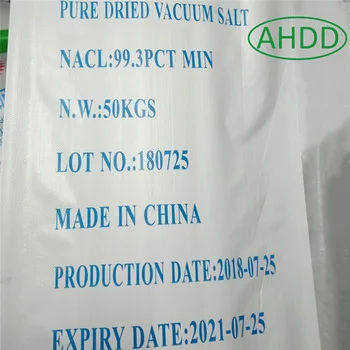 PURE DRIED VACUUM SALT
AHDD
NACL:99.3PCT MIN
N.W.:50KGS
LOT NO.:180725
MADE IN CHINA
PRODUCTION DATE:2018-07-25
EXPIRY DATE:2021-07-25